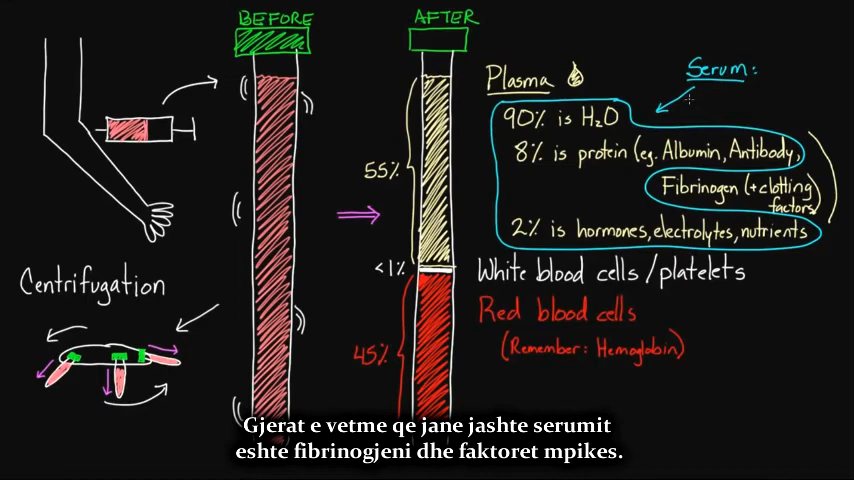 BEFORE
AFTER
Plasma
Serum:
90% is H₂O
8% is protein (eg. Albumin, Antibody,
Fibrinogen (+clotting
factors)
2% is hormones, electrolytes, nutrients
55%
<1%
White blood cells/platelets
Red blood cells
(Remember: Hemoglobin)
45%
Centrifugation
Gjerat e vetme qe jane jashte serumit
eshte fibrinogjeni dhe faktoret mpikes.